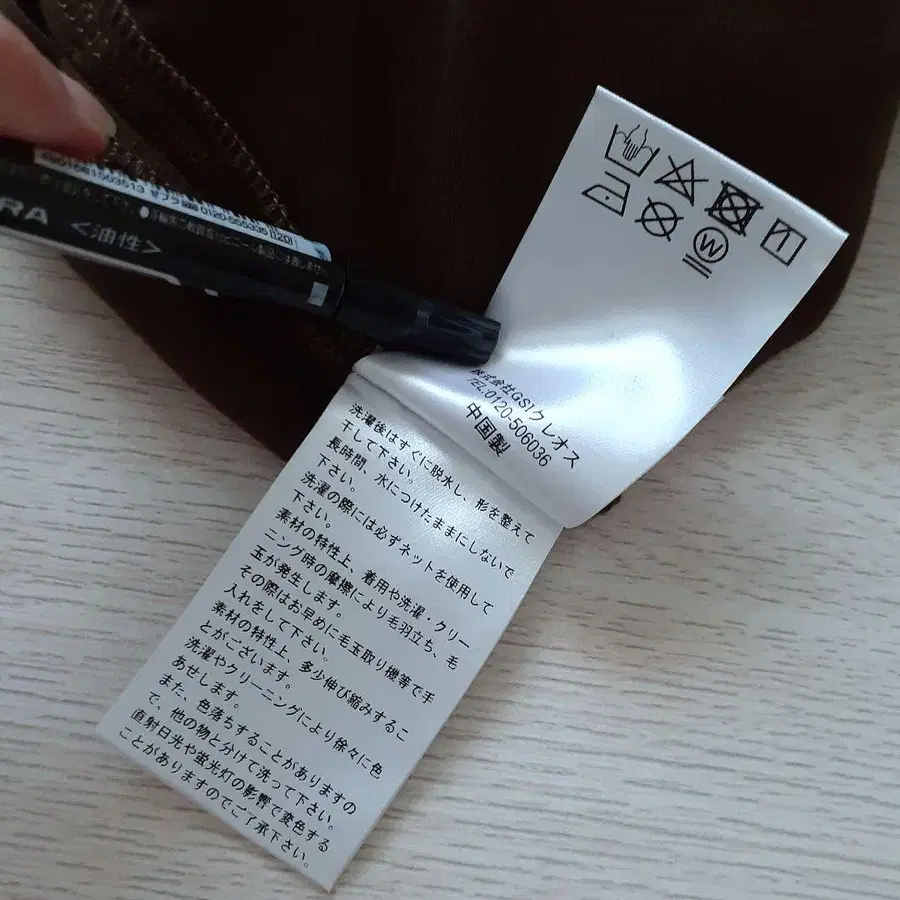 4901681503513 ゼブラ
0120-555335
120
RA <油性>
W
株式会社GSIクレオス
TEL:0120-506036
中国製
洗濯後はすぐに脱水し、形を整えて
干して下さい。
長時間、水につけたままにしないで
下さい。
洗濯の際には必ずネットを使用して
下さい。
素材の特性上、着用や洗濯・クリー
ニング時の摩擦により毛羽立ち、毛
玉が発生します。
その際はお早めに毛玉取り機等で手
入れをして下さい。
素材の特性上、多少伸び縮みするこ
とがございます。
洗濯やクリーニングにより徐々に色
あせします。
また、色落ちすることがありますの
で、他の物と分けて洗って下さい。
直射日光や蛍光灯の影響で変色する
ことがありますのでご了承下さい。